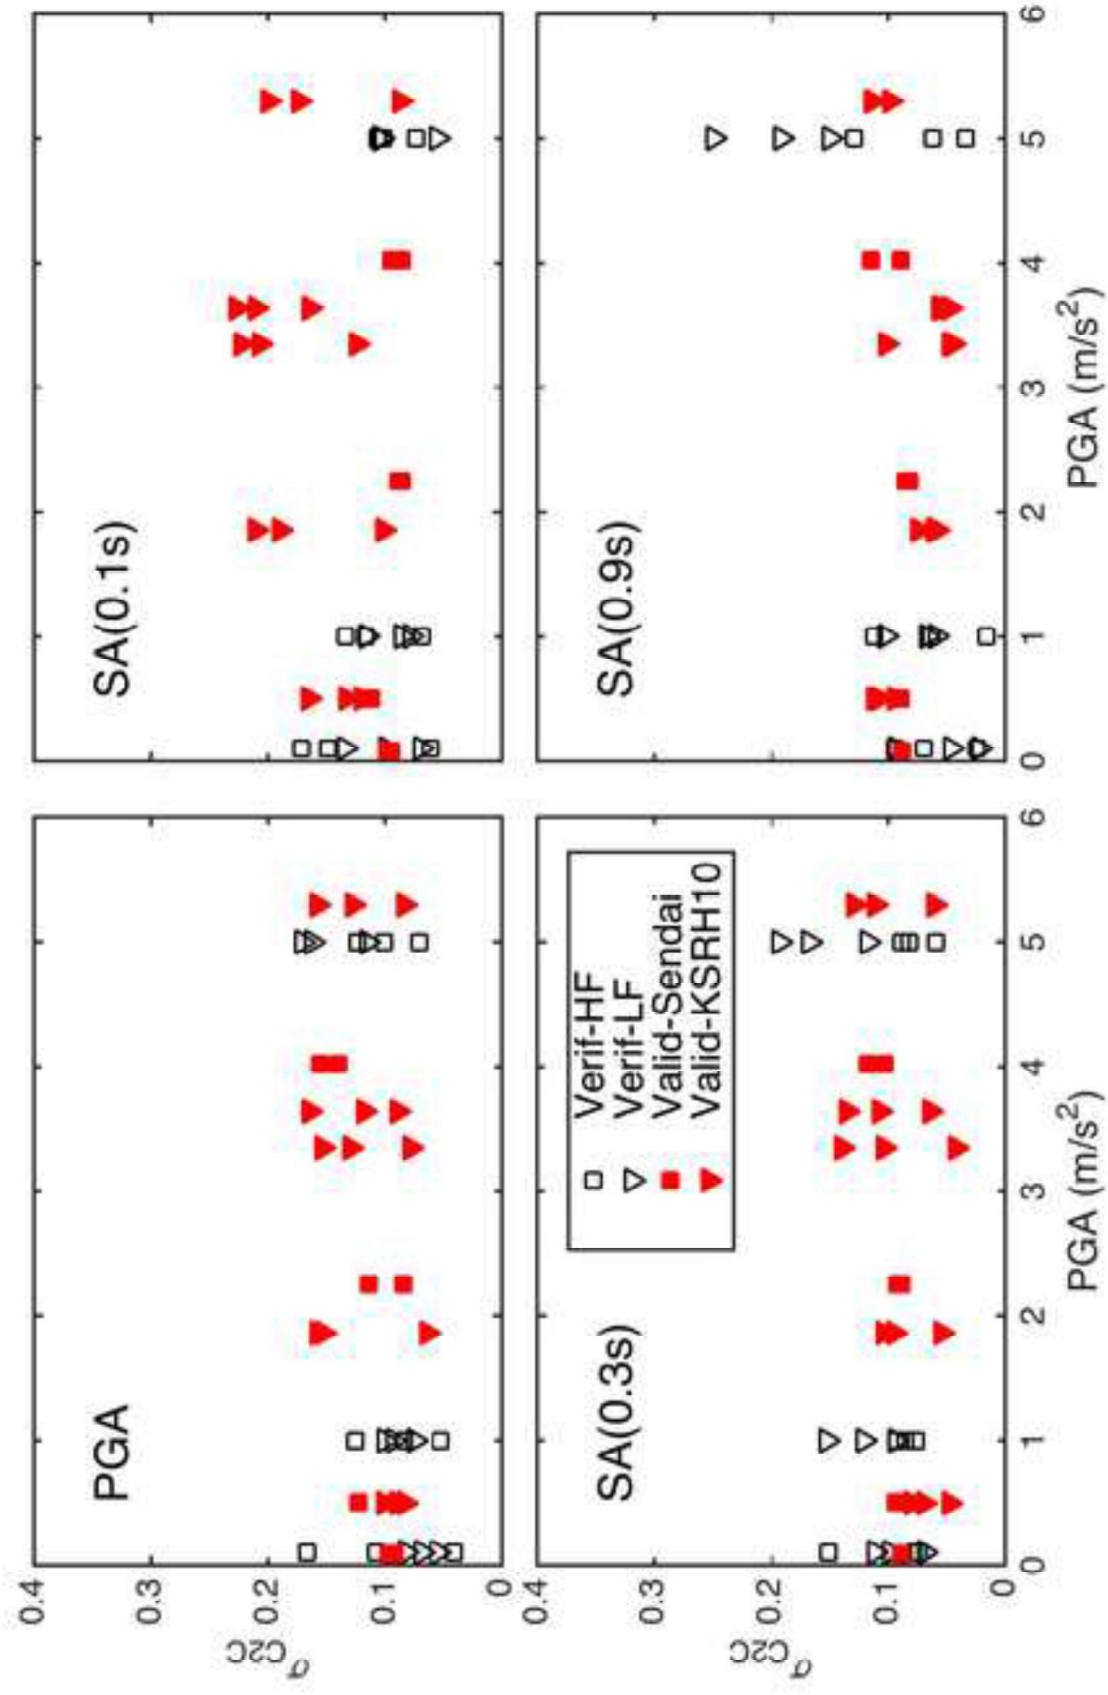 PGA
SA(0.1s)
0.4
0.3
0.2
0.1
0
σC2C
SA(0.3s)
Verif-HF
Verif-LF
Valid-Sendai
Valid-KSRH10
SA(0.9s)
0.4
0.3
0.2
0.1
0
σC2C
0 1 2 3 4 5 6
0 1 2 3 4 5 6
PGA (m/s²)
PGA (m/s²)